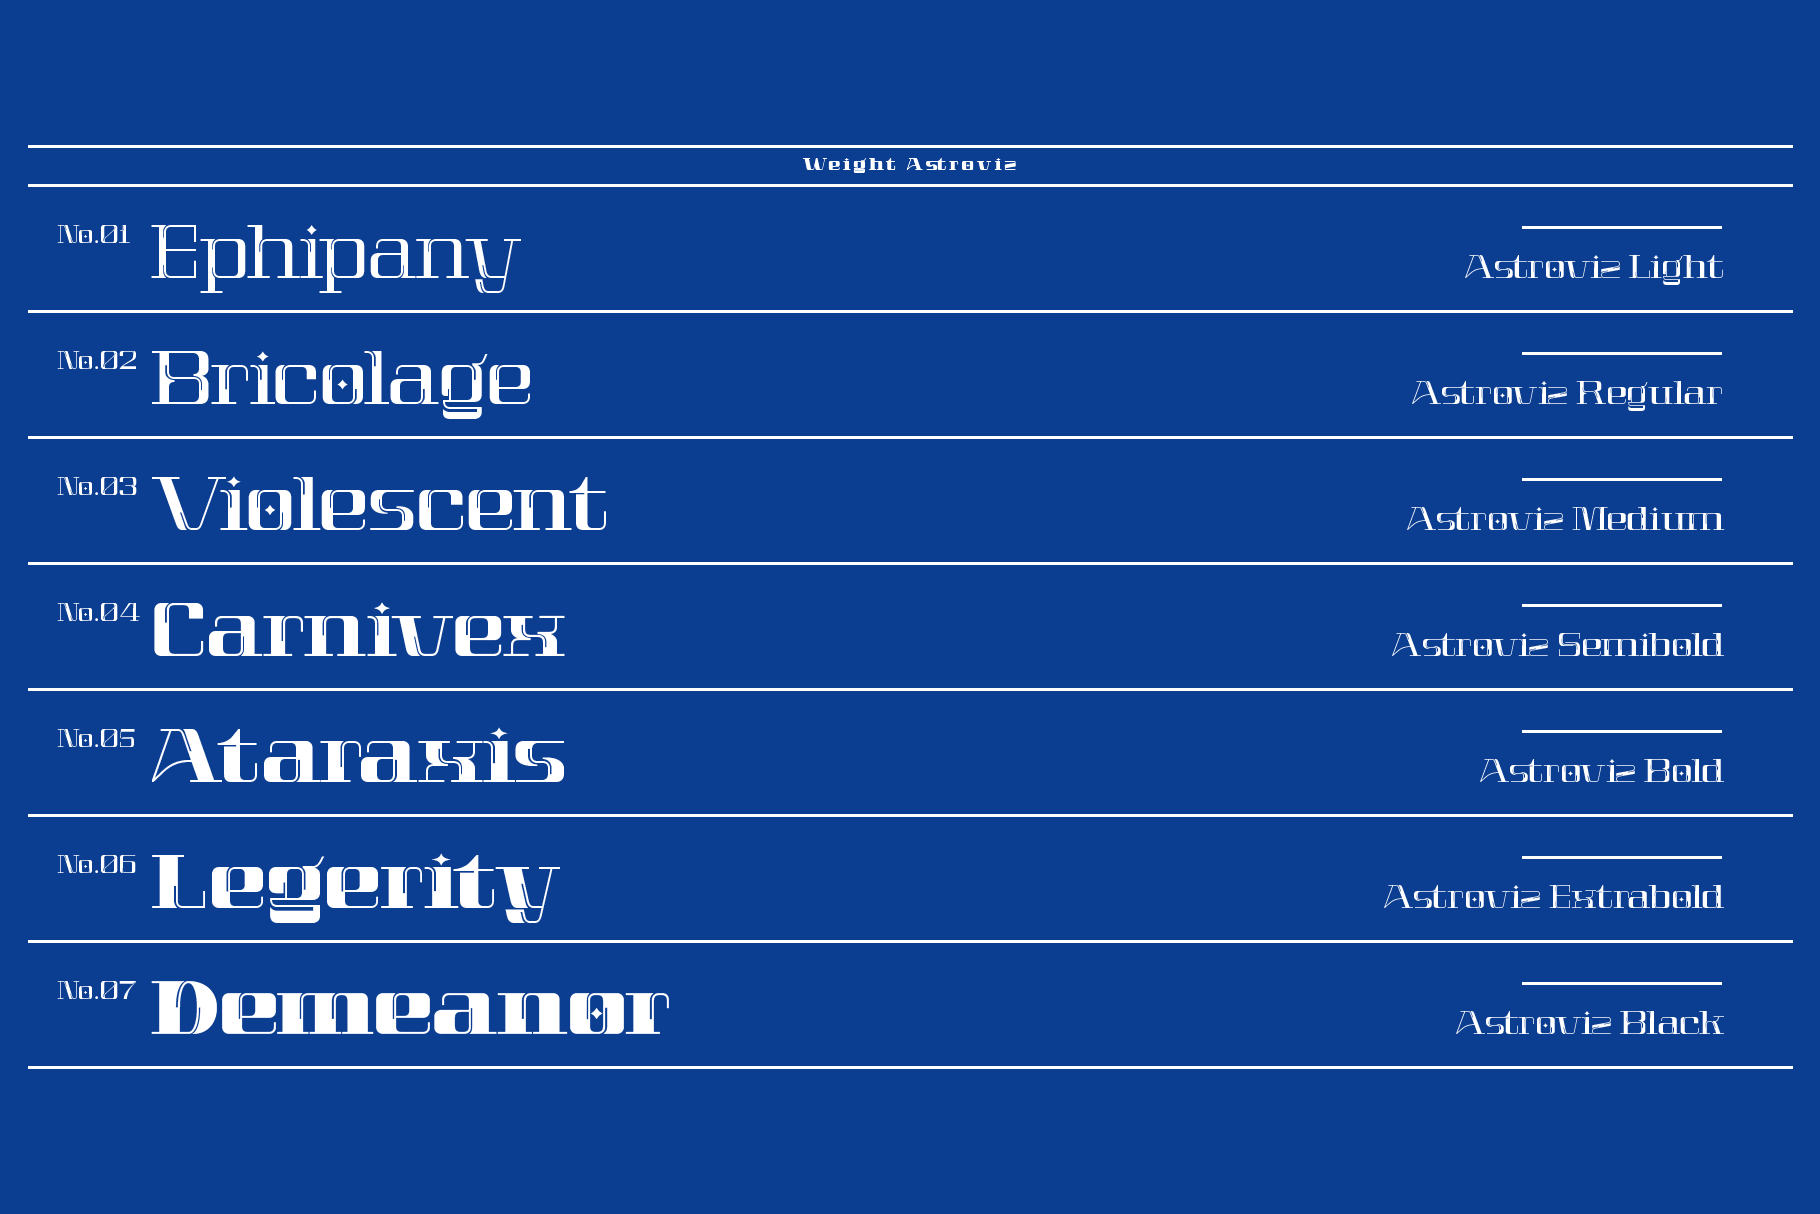 Weight Astroviz
No.01 Ephipany Astroviz Light
No.02 Bricolage Astroviz Regular
No.03 Violescent Astroviz Medium
No.04 Carnivex Astroviz Semibold
No.05 Ataraxis Astroviz Bold
No.06 Legerity Astroviz Extrabold
No.07 Demeanor Astroviz Black